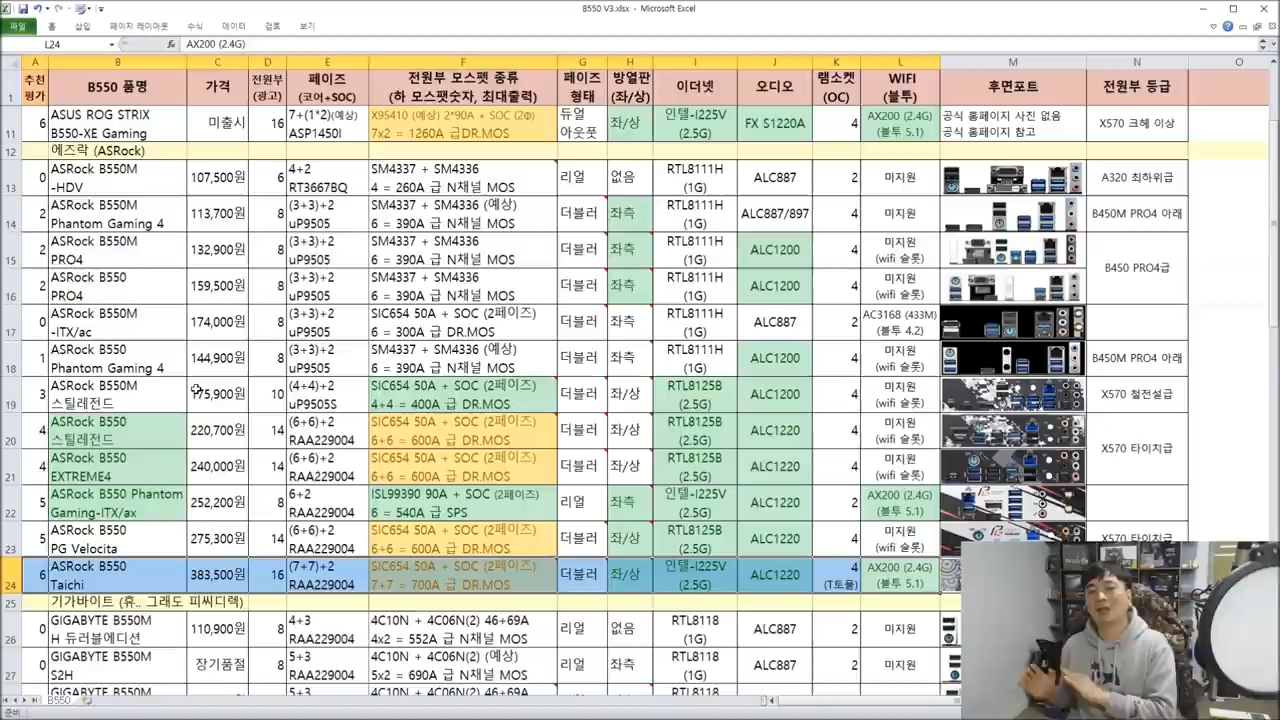 B550 V3.xlsx - Microsoft Excel
파일 홈 삽입 페이지 레이아웃 수식 데이터 검토 보기
L24 fx AX200 (2.4G)
A B C D E F G H I J K L M N O
1 추천 평가 B550 품명 가격 전원부 (광고) 페이즈 (코어+SOC) 전원부 모스펫 종류 (하 모스팻숫자, 최대출력) 페이즈 형태 방열판 (좌/상) 이더넷 오디오 램소켓 (OC) WIFI (블투) 후면포트 전원부 등급
11 6 ASUS ROG STRIX B550-XE Gaming 미출시 16 7+(1*2)(예상) ASP1450I X95410 (예상) 2*90A + SOC (2Φ) 7x2 = 1260A 급DR.MOS 듀얼 아웃풋 좌/상 인텔-I225V (2.5G) FX S1220A 4 AX200 (2.4G) (블투 5.1) 공식 홈페이지 사진 없음 공식 홈페이지 참고 X570 크헤 이상
12 에즈락 (ASRock)
13 0 ASRock B550M -HDV 107,500원 6 4+2 RT3667BQ SM4337 + SM4336 4 = 260A 급 N채널 MOS 리얼 없음 RTL8111H (1G) ALC887 2 미지원 A320 최하위급
14 2 ASRock B550M Phantom Gaming 4 113,700원 8 (3+3)+2 uP9505 SM4337 + SM4336 (예상) 6 = 390A 급 N채널 MOS 더블러 좌측 RTL8111H (1G) ALC887/897 4 미지원 B450M PRO4 아래
15 2 ASRock B550M PRO4 132,900원 8 (3+3)+2 uP9505 SM4337 + SM4336 6 = 390A 급 N채널 MOS 더블러 좌측 RTL8111H (1G) ALC1200 4 미지원 (wifi 슬롯) B450 PRO4급
16 2 ASRock B550 PRO4 159,500원 8 (3+3)+2 uP9505 SM4337 + SM4336 6 = 390A 급 N채널 MOS 더블러 좌측 RTL8111H (1G) ALC1200 4 미지원 (wifi 슬롯)
17 0 ASRock B550M -ITX/ac 174,000원 8 (3+3)+2 uP9505 SIC654 50A + SOC (2페이즈) 6 = 300A 급 DR.MOS 더블러 좌측 RTL8111H (1G) ALC887 2 AC3168 (433M) (블투 4.2)
18 1 ASRock B550 Phantom Gaming 4 144,900원 8 (3+3)+2 uP9505 SM4337 + SM4336 (예상) 6 = 390A 급 N채널 MOS 더블러 좌측 RTL8111H (1G) ALC1200 4 미지원 (wifi 슬롯) B450M PRO4 아래
19 3 ASRock B550M 스틸레전드 75,900원 10 (4+4)+2 uP9505S SIC654 50A + SOC (2페이즈) 4+4 = 400A 급 DR.MOS 더블러 좌/상 RTL8125B (2.5G) ALC1200 4 미지원 (wifi 슬롯) X570 철전설급
20 4 ASRock B550 스틸레전드 220,700원 14 (6+6)+2 RAA229004 SIC654 50A + SOC (2페이즈) 6+6 = 600A 급 DR.MOS 더블러 좌/상 RTL8125B (2.5G) ALC1220 4 미지원 (wifi 슬롯) X570 타이치급
21 4 ASRock B550 EXTREME4 240,000원 14 (6+6)+2 RAA229004 SIC654 50A + SOC (2페이즈) 6+6 = 600A 급 DR.MOS 더블러 좌/상 인텔-I225V (2.5G) ALC1220 4 미지원 (wifi 슬롯)
22 5 ASRock B550 Phantom Gaming-ITX/ax 252,200원 8 6+2 RAA229004 ISL99390 90A + SOC (2페이즈) 6 = 540A 급 SPS 리얼 좌측 인텔-I225V (2.5G) ALC1220 2 AX200 (2.4G) (블투 5.1) X570 타이치급
23 5 ASRock B550 PG Velocita 275,300원 14 (6+6)+2 RAA229004 SIC654 50A + SOC (2페이즈) 6+6 = 600A 급 DR.MOS 더블러 좌/상 RTL8125B (2.5G) ALC1220 4 미지원 (wifi 슬롯) X570 타이치급
24 6 ASRock B550 Taichi 383,500원 16 (7+7)+2 RAA229004 SIC654 50A + SOC (2페이즈) 7+7 = 700A 급 DR.MOS 더블러 좌/상 인텔-I225V (2.5G) ALC1220 4 (T토폴) AX200 (2.4G) (블투 5.1)
25 기가바이트 (휴.. 그래도 피씨디렉)
26 0 GIGABYTE B550M H 듀러블에디션 110,900원 8 4+3 RAA229004 4C10N + 4C06N(2) 46+69A 4x2 = 552A 급 N채널 MOS 리얼 없음 RTL8118 (1G) ALC887 2 미지원
27 0 GIGABYTE B550M S2H 장기품절 8 5+3 RAA229004 4C10N + 4C06N(2) (예상) 5x2 = 690A 급 N채널 MOS 리얼 좌측 RTL8118 (1G) ALC887 2 미지원
GIGABYTE B550M 5+3 4C10N + 4C06N(2) 46+69A RTL8118
B550
준비